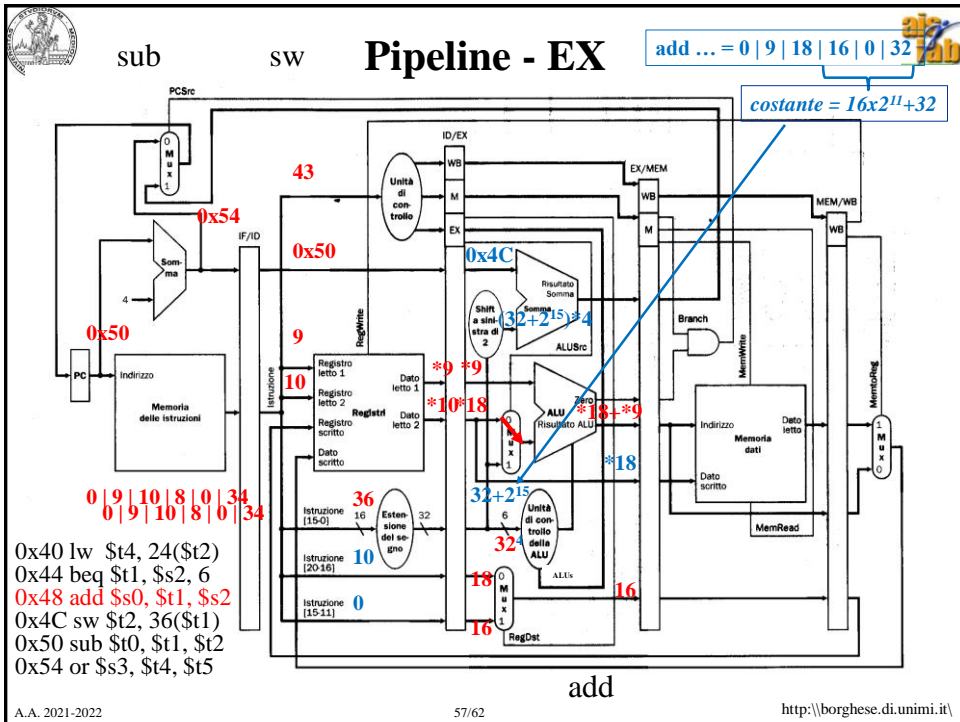 sub sw Pipeline - EX
add … = 0 | 9 | 18 | 16 | 0 | 32
costante = 16x2¹¹+32
PCSrc
0
M
u
x
1
ID/EX
43
Unità
di con-
trollo
WB
M
EX
EX/MEM
WB
M
MEM/WB
WB
0x54
IF/ID
0x50
0x4C
Som-
ma
4
Risultato
Somma
Somma
Shift
a sini-
stra di
2
(32+2¹⁵)*4
Branch
RegWrite
ALUSrc
MemWrite
MemtoReg
0x50
PC
Indirizzo
Memoria
delle istruzioni
Istruzione
9
10
Registro
letto 1
Registro
letto 2
Registro
scritto
Dato
scritto
Registri
Dato
letto 1
Dato
letto 2
*9 *9
*10 *18
0
M
u
x
1
ALU
Zero
Risultato ALU
*18+*9
*18
Indirizzo
Memoria
dati
Dato
letto
Dato
scritto
MemRead
1
M
u
x
0
0 | 9 | 10 | 8 | 0 | 34
0 | 9 | 10 | 8 | 0 | 34
Istruzione
[15-0]
36
16
Estensione
del segno
32
32+2¹⁵
6
32
Unità
di control
lo della
ALU
ALUs
Istruzione
[20-16]
10
Istruzione
[15-11]
0
18
16
0
M
u
x
1
RegDst
16
0x40 lw $t4, 24($t2)
0x44 beq $t1, $s2, 6
0x48 add $s0, $t1, $s2
0x4C sw $t2, 36($t1)
0x50 sub $t0, $t1, $t2
0x54 or $s3, $t4, $t5
add
A.A. 2021-2022
57/62
http:\\borghese.di.unimi.it\